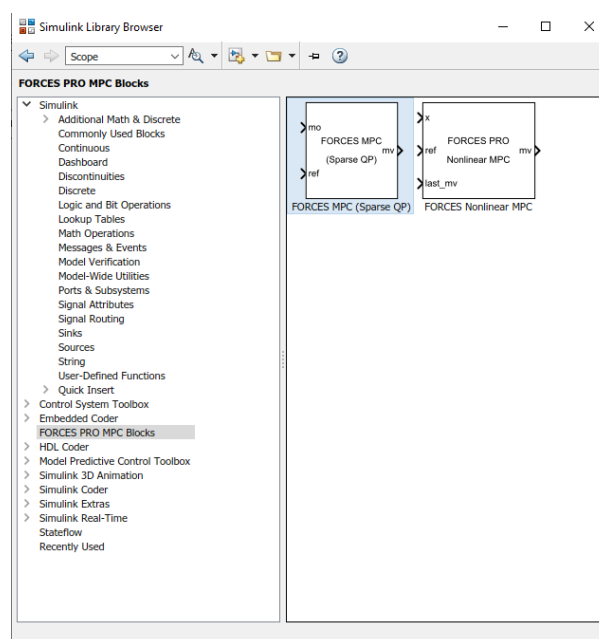 Simulink Library Browser
Scope
FORCES PRO MPC Blocks
Simulink
Additional Math & Discrete
Commonly Used Blocks
Continuous
Dashboard
Discontinuities
Discrete
Logic and Bit Operations
Lookup Tables
Math Operations
Messages & Events
Model Verification
Model-Wide Utilities
Ports & Subsystems
Signal Attributes
Signal Routing
Sinks
Sources
String
User-Defined Functions
Quick Insert
Control System Toolbox
Embedded Coder
FORCES PRO MPC Blocks
HDL Coder
Model Predictive Control Toolbox
Simulink 3D Animation
Simulink Coder
Simulink Extras
Simulink Real-Time
Stateflow
Recently Used
mo
FORCES MPC
mv
(Sparse QP)
ref
FORCES MPC (Sparse QP)
x
FORCES PRO
ref
mv
Nonlinear MPC
last_mv
FORCES Nonlinear MPC